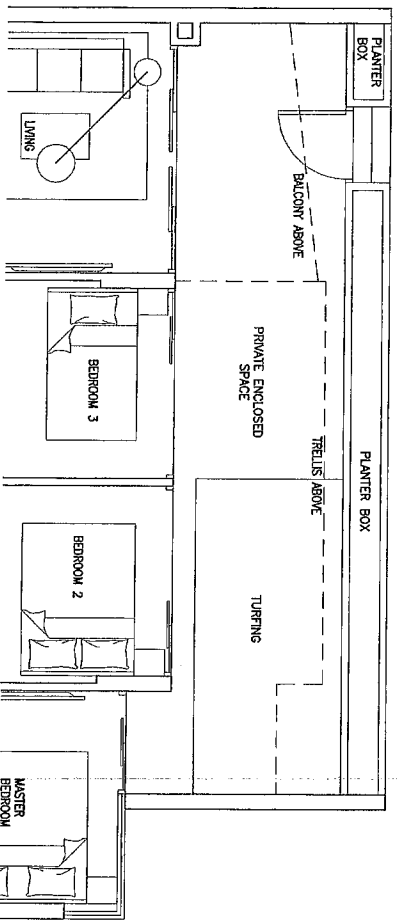 PLANTER
BOX
BALCONY ABOVE
LIVING
PRIVATE ENCLOSED
SPACE
BEDROOM 3
TRELLIS ABOVE
PLANTER BOX
TURFING
BEDROOM 2
MASTER
BEDROOM